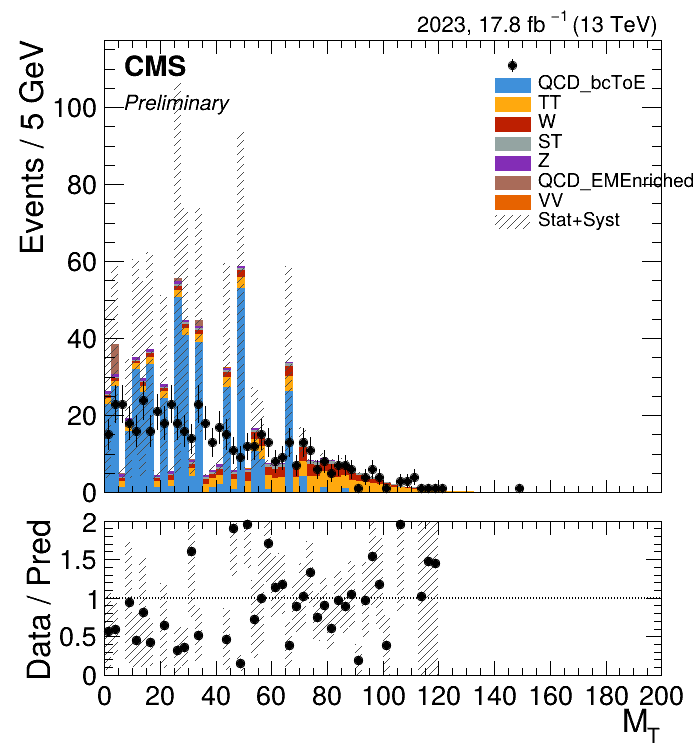 2023, 17.8 fb⁻¹ (13 TeV)
CMS
Preliminary
QCD_bcToE
TT
W
ST
Z
QCD_EMEnriched
VV
Stat+Syst
Events / 5 GeV
100
80
60
40
20
0
Data / Pred
2
1.5
1
0.5
0
0 20 40 60 80 100 120 140 160 180 200
M_T